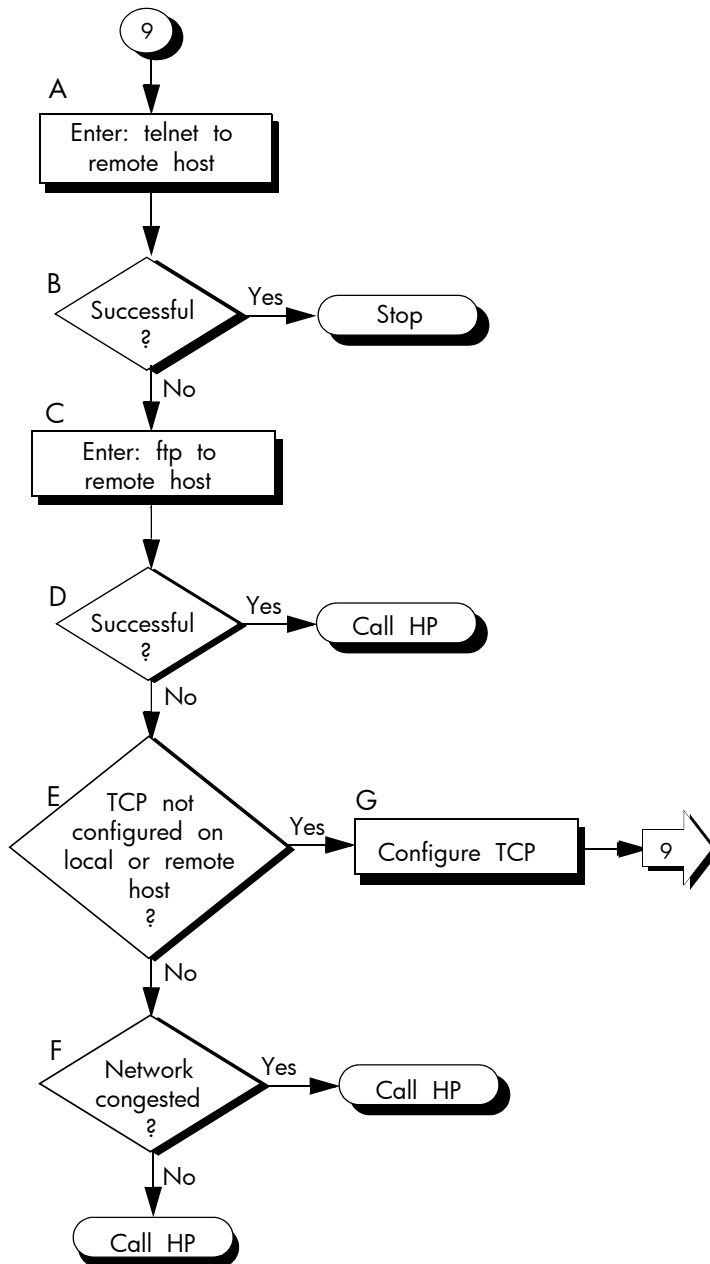 9
A
Enter: telnet to
remote host
B
Successful
?
Yes
Stop
No
C
Enter: ftp to
remote host
D
Successful
?
Yes
Call HP
No
E
TCP not
configured on
local or remote
host
?
Yes
G
Configure TCP
9
No
F
Network
congested
?
Yes
Call HP
No
Call HP